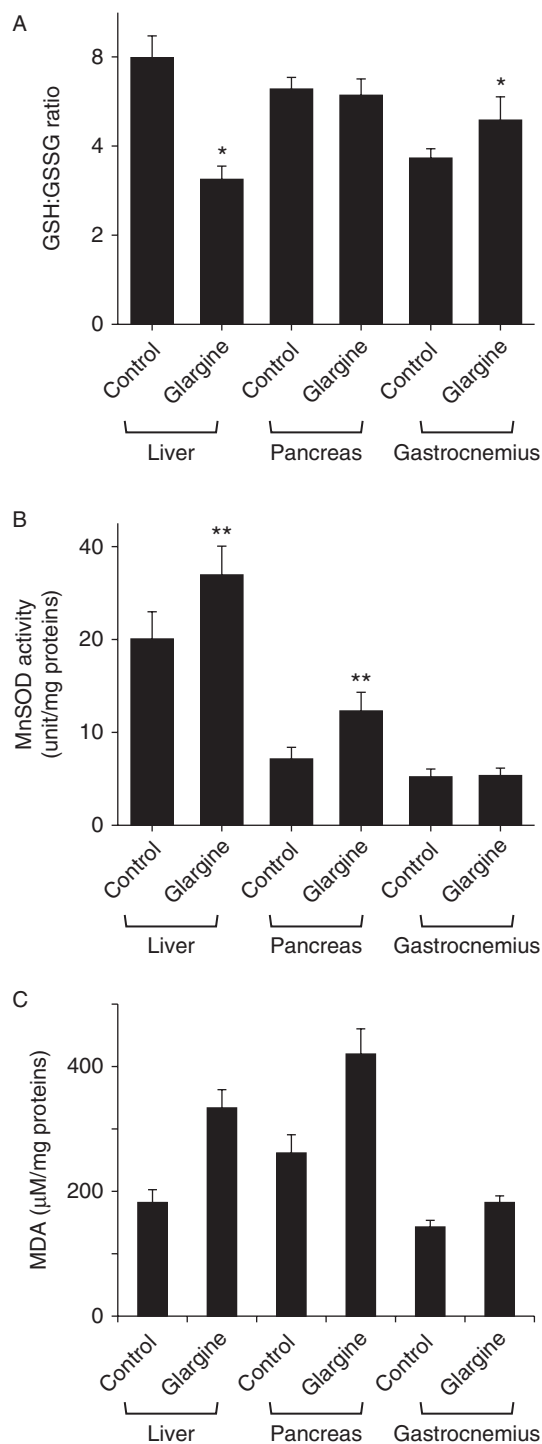 A
GSH:GSSG ratio
8
4
2
0
*
*
Control
Glargine
Control
Glargine
Control
Glargine
Liver
Pancreas
Gastrocnemius
B
MnSOD activity
(unit/mg proteins)
40
20
10
0
**
**
Control
Glargine
Control
Glargine
Control
Glargine
Liver
Pancreas
Gastrocnemius
C
MDA (μM/mg proteins)
400
200
0
Control
Glargine
Control
Glargine
Control
Glargine
Liver
Pancreas
Gastrocnemius